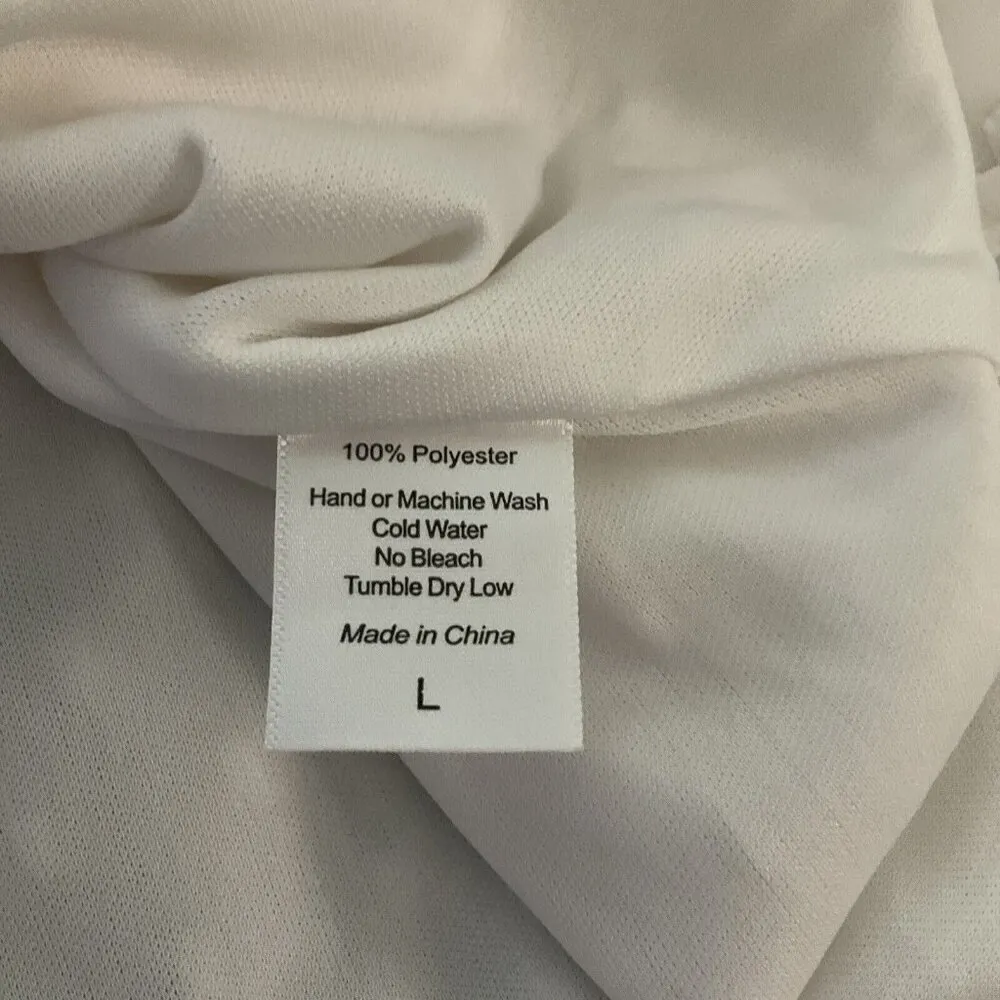 100% Polyester
Hand or Machine Wash
Cold Water
No Bleach
Tumble Dry Low
Made in China
L